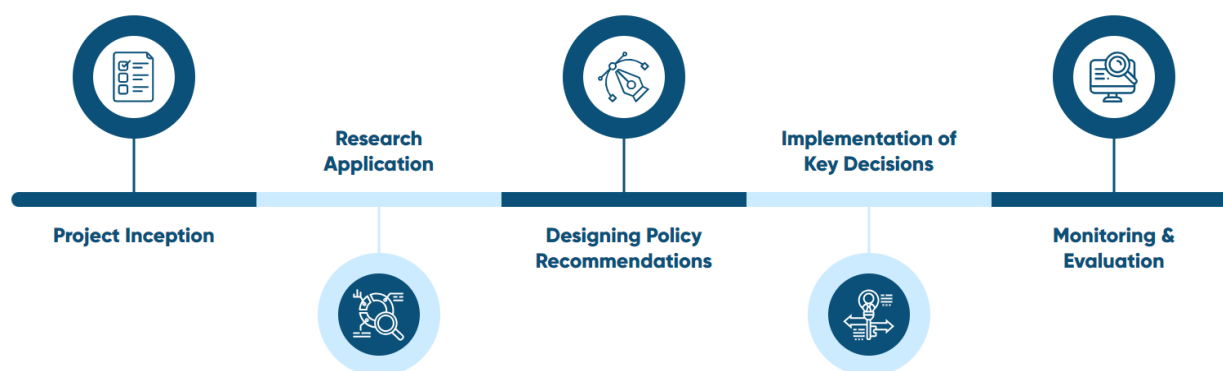 Project Inception
Research
Application
Designing Policy
Recommendations
Implementation of
Key Decisions
Monitoring &
Evaluation